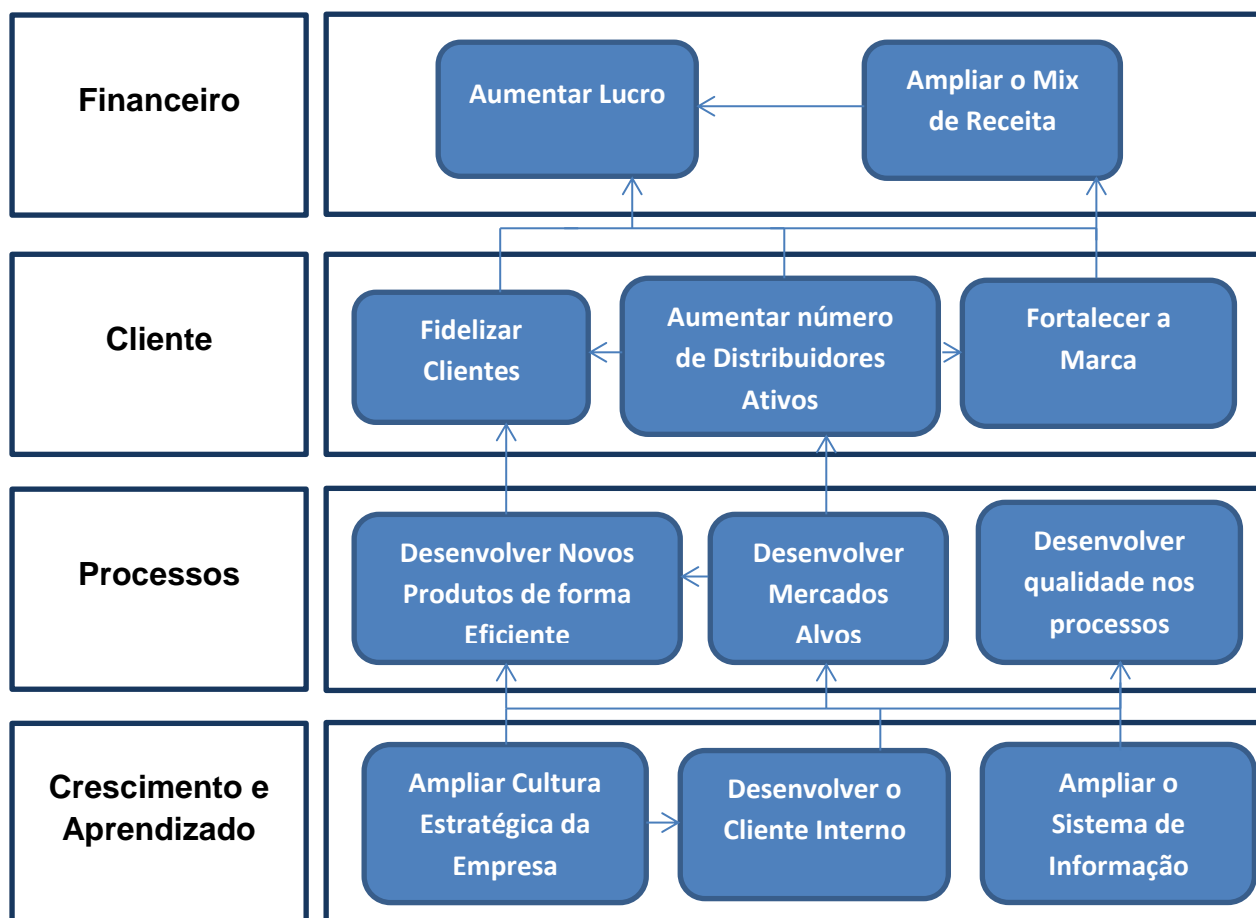 Financeiro
Aumentar Lucro
Ampliar o Mix
de Receita
Cliente
Fidelizar
Clientes
Aumentar número
de Distribuidores
Ativos
Fortalecer a
Marca
Processos
Desenvolver Novos
Produtos de forma
Eficiente
Desenvolver
Mercados
Alvos
Desenvolver
qualidade nos
processos
Crescimento e
Aprendizado
Ampliar Cultura
Estratégica da
Empresa
Desenvolver o
Cliente Interno
Ampliar o
Sistema de
Informação